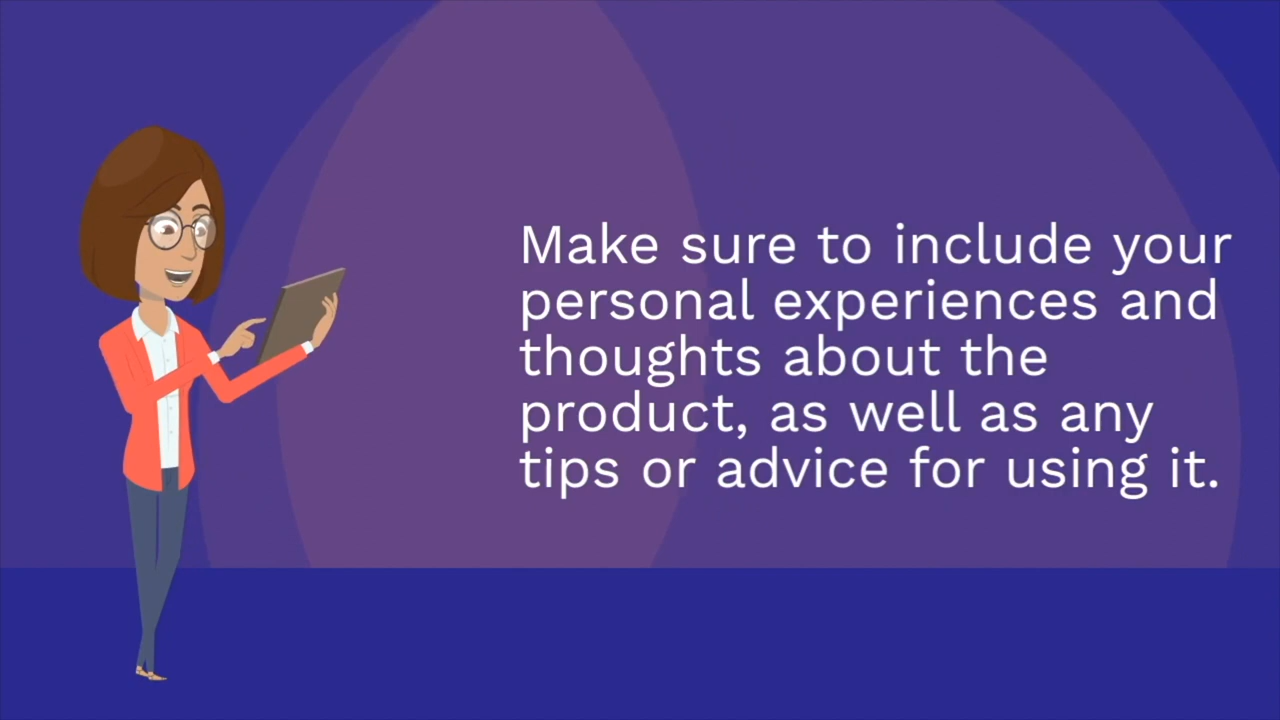 Make sure to include your
personal experiences and
thoughts about the
product, as well as any
tips or advice for using it.